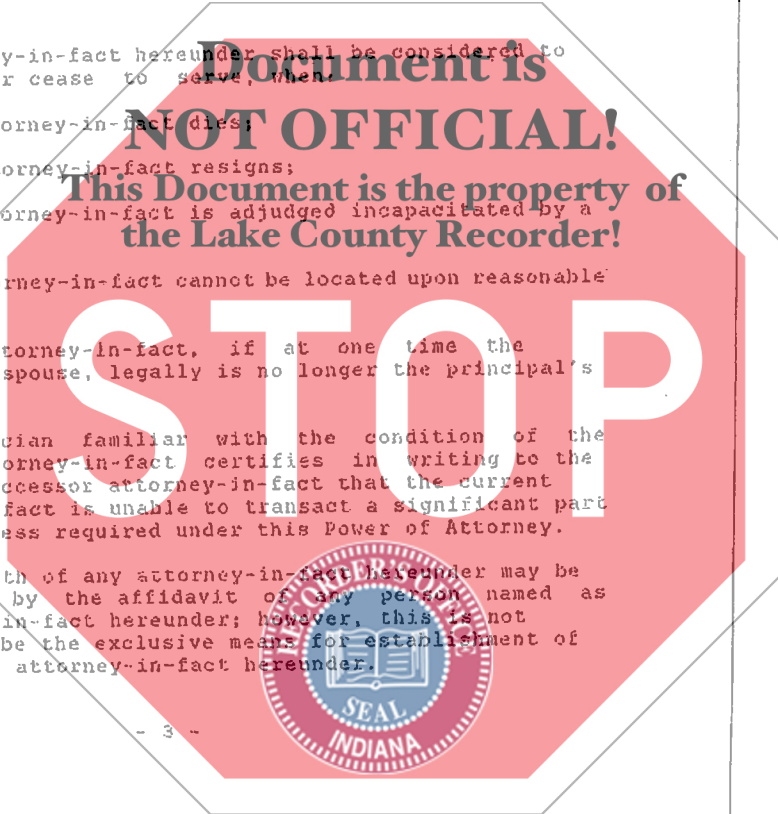 Document is
NOT OFFICIAL!
This Document is the property of
the Lake County Recorder!
STOP
y-in-fact hereunder shall be considered to
r cease to serve, when:
orney-in-fact dies;
orney-in-fact resigns;
orney-in-fact is adjudged incapacitated by a
rney-in-fact cannot be located upon reasonable
torney-in-fact, if at one time the
spouse, legally is no longer the principal's
cian familiar with the condition of the
orney-in-fact certifies in writing to the
ccessor attorney-in-fact that the current
fact is unable to transact a significant part
ess required under this Power of Attorney.
th of any attorney-in-fact hereunder may be
by the affidavit of any person named as
in-fact hereunder; however, this is not
be the exclusive means for establishment of
attorney-in-fact hereunder.
- 3 -
RECORDER'S OFFICE
SEAL
INDIANA